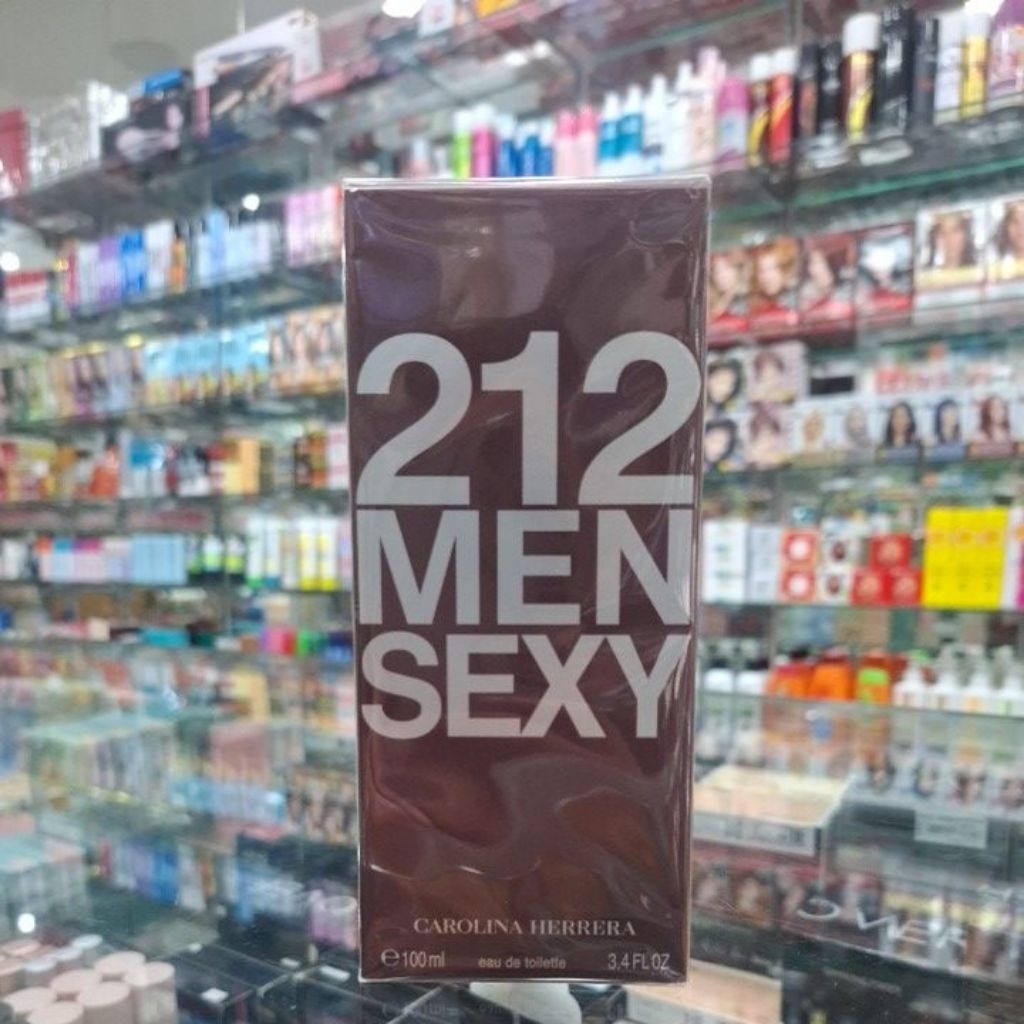 212
MEN
SEXY
CAROLINA HERRERA
℮100ml eau de toilette 3.4 FL OZ